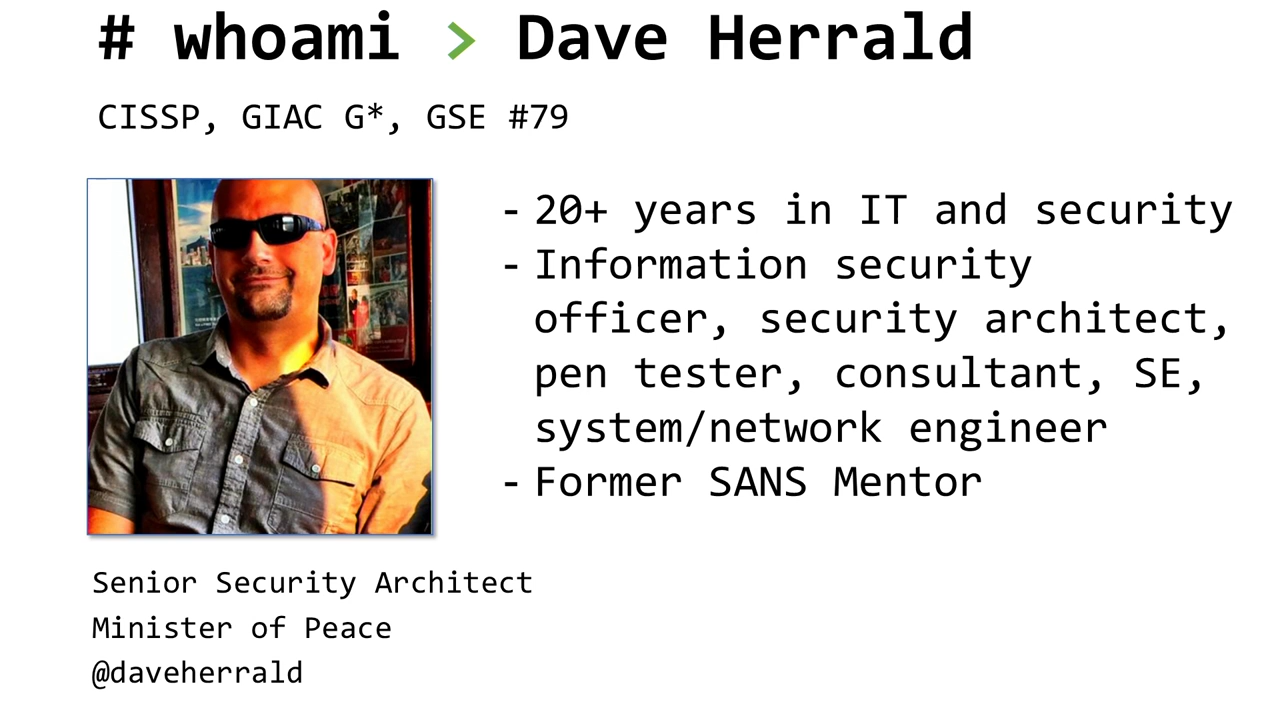 # whoami > Dave Herrald
CISSP, GIAC G*, GSE #79
- 20+ years in IT and security
- Information security
officer, security architect,
pen tester, consultant, SE,
system/network engineer
- Former SANS Mentor
Senior Security Architect
Minister of Peace
@daveherrald